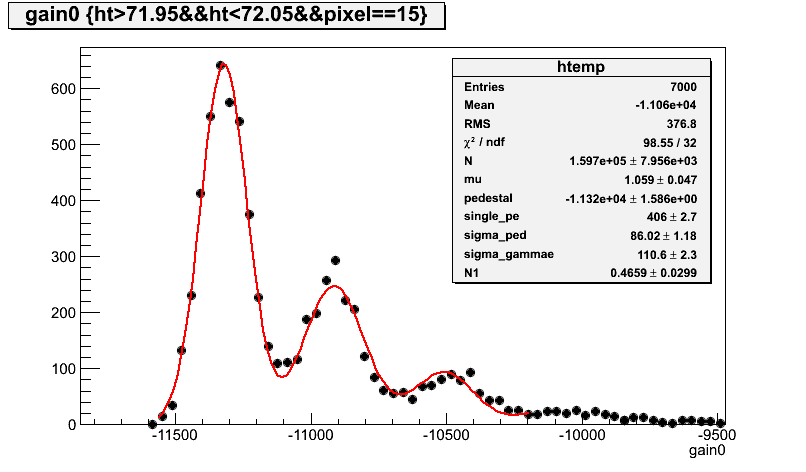 gain0 {ht>71.95&&ht<72.05&&pixel==15}
htemp
Entries 7000
Mean -1.106e+04
RMS 376.8
χ² / ndf 98.55 / 32
N 1.597e+05 ± 7.956e+03
mu 1.059 ± 0.047
pedestal -1.132e+04 ± 1.586e+00
single_pe 406 ± 2.7
sigma_ped 86.02 ± 1.18
sigma_gammae 110.6 ± 2.3
N1 0.4659 ± 0.0299
600
500
400
300
200
100
0
-11500 -11000 -10500 -10000 -9500
gain0